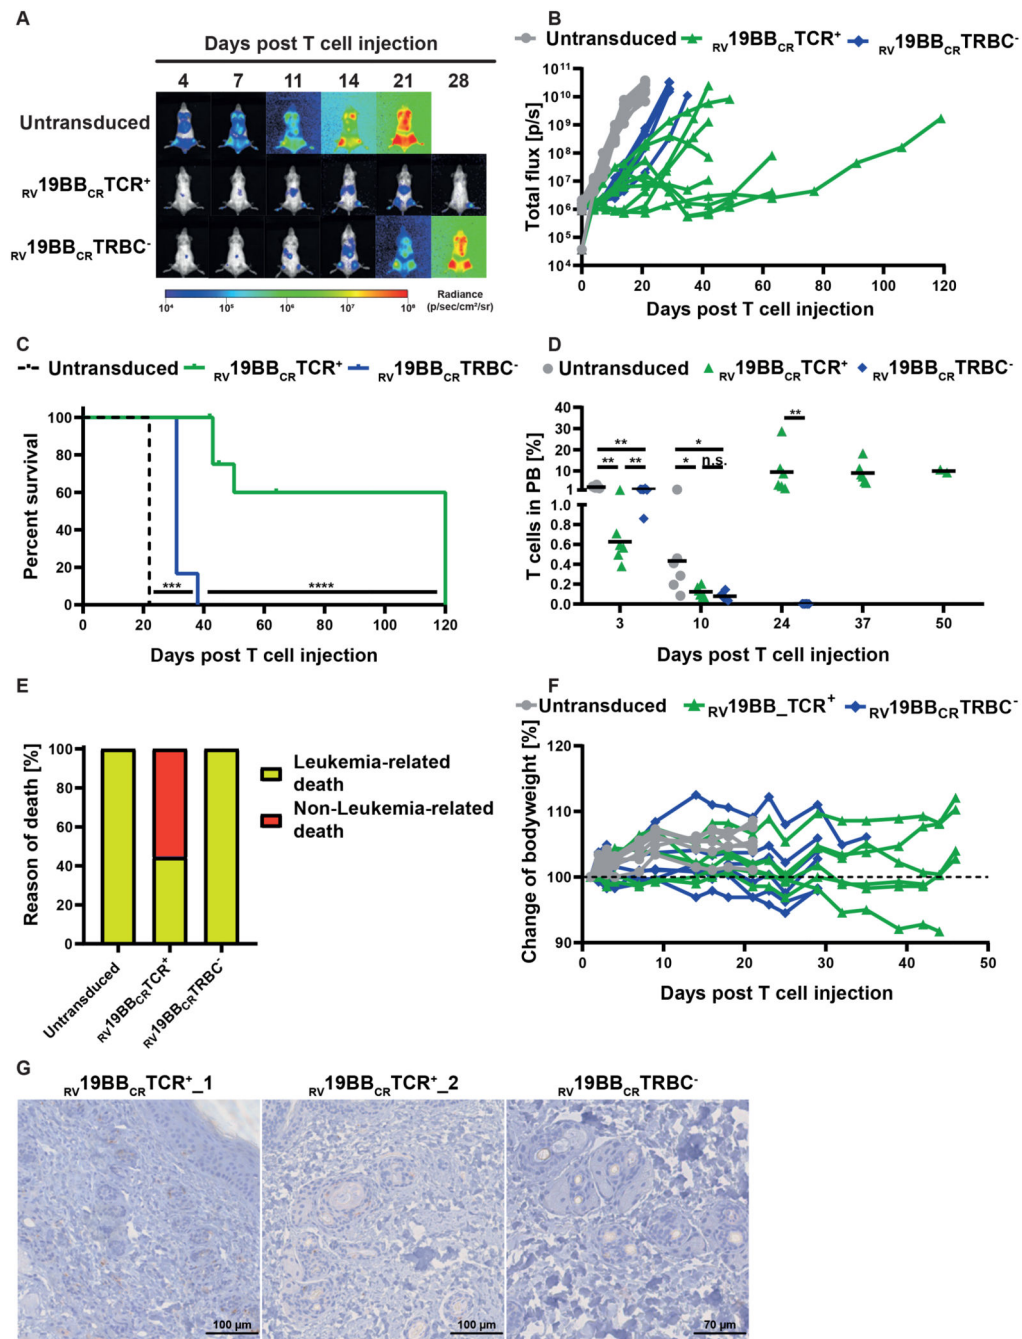 A
Days post T cell injection
4 7 11 14 21 28
Untransduced
RV19BBCRTCR+
RV19BBCRTRBC-
10⁴ 10⁵ 10⁶ 10⁷ 10⁸
Radiance
(p/sec/cm²/sr)
B
Untransduced RV19BBCRTCR+ RV19BBCRTRBC-
Total flux [p/s]
10¹¹
10¹⁰
10⁹
10⁸
10⁷
10⁶
10⁵
10⁴
0 20 40 60 80 100 120
Days post T cell injection
C
Untransduced RV19BBCRTCR+ RV19BBCRTRBC-
Percent survival
100
80
60
40
20
0
*** ****
0 20 40 60 80 100 120
Days post T cell injection
D
Untransduced RV19BBCRTCR+ RV19BBCRTRBC-
T cells in PB [%]
40
30
20
10
1
1.0
0.8
0.6
0.4
0.2
0.0
** * **
** ** * n.s.
3 10 24 37 50
Days post T cell injection
E
Reason of death [%]
100
80
60
40
20
0
Untransduced
RV19BBCRTCR+
RV19BBCRTRBC-
Leukemia-related
death
Non-Leukemia-related
death
F
Untransduced RV19BB_TCR+ RV19BBCRTRBC-
Change of bodyweight [%]
120
110
100
90
0 10 20 30 40 50
Days post T cell injection
G
RV19BBCRTCR+_1 RV19BBCRTCR+_2 RV19BBCRTRBC-
100 µm 100 µm 70 µm